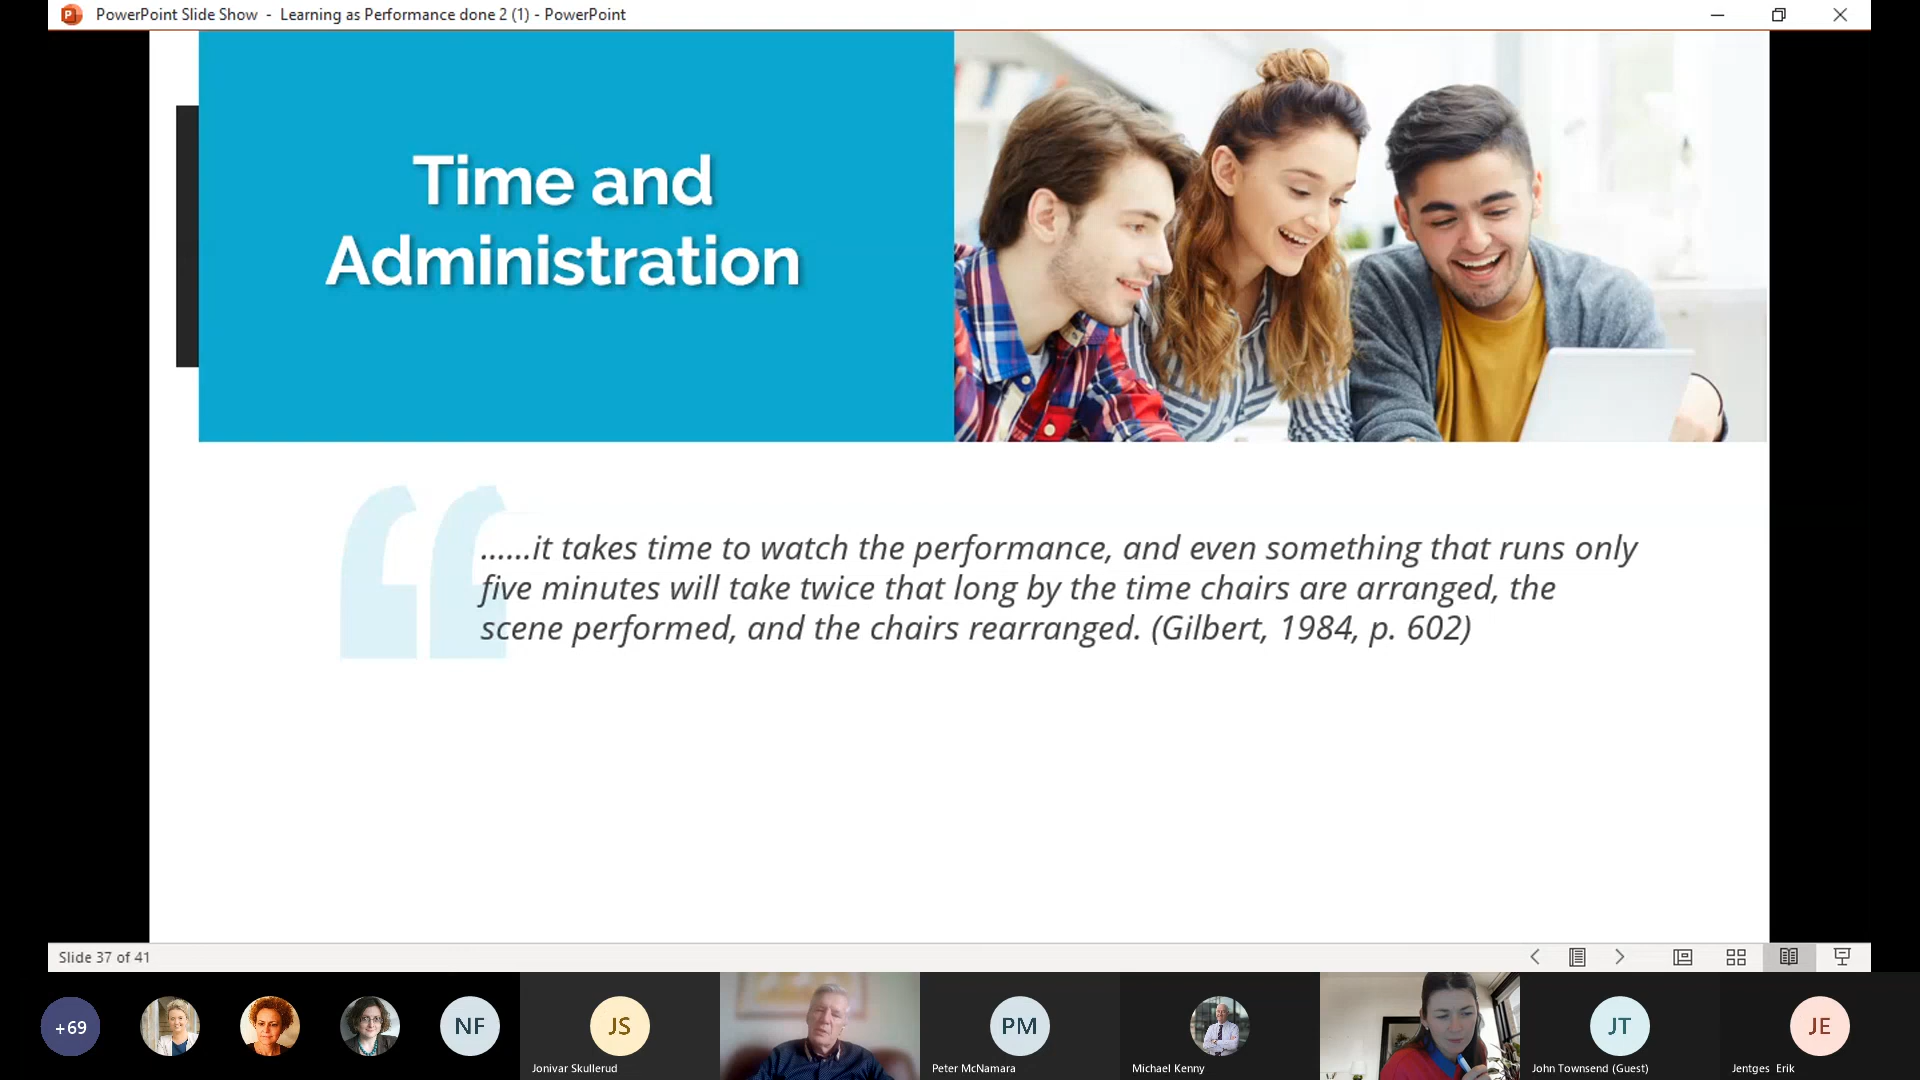 PowerPoint Slide Show - Learning as Performance done 2 (1) - PowerPoint
Time and
Administration
......it takes time to watch the performance, and even something that runs only
five minutes will take twice that long by the time chairs are arranged, the
scene performed, and the chairs rearranged. (Gilbert, 1984, p. 602)
Slide 37 of 41
+69
NF
JS
PM
JT
JE
Jonivar Skullerud
Peter McNamara
Michael Kenny
John Townsend (Guest)
Jentges Erik